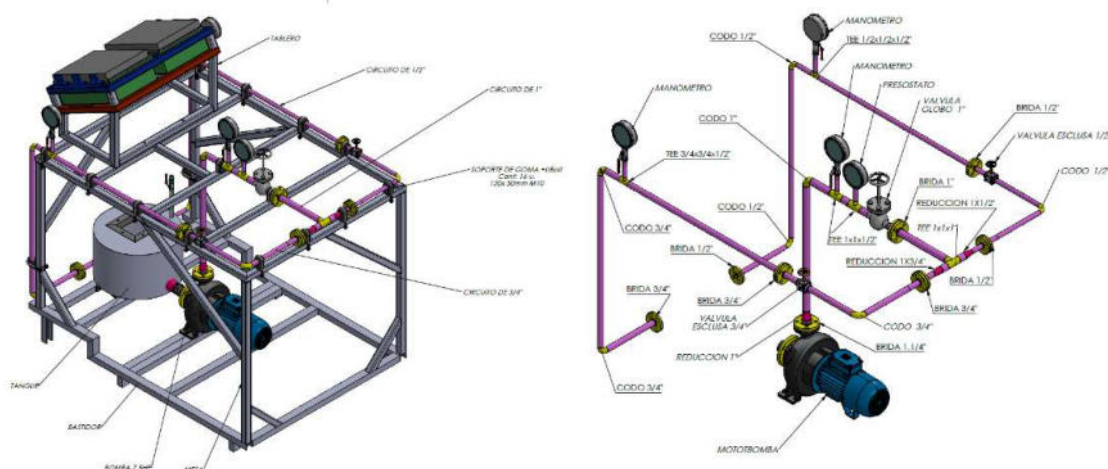 TABLERO
CIRCUITO DE 1/2"
CIRCUITO DE 1"
SOPORTE DE GOMA
Cant: 16 u.
120x 50mm M10
CIRCUITO DE 3/4"
TANQUE
BASTIDOR
MANOMETRO
CODO 1/2"
TEE 1/2x1/2x1/2"
MANOMETRO
MANOMETRO
PRESOSTATO
VALVULA
GLOBO 1"
CODO 1"
BRIDA 1/2"
VALVULA ESCLUSA 1/2
TEE 3/4x3/4x1/2"
BRIDA 1"
CODO 1/2"
REDUCCION 1X1/2"
CODO 1/2"
CODO 3/4"
TEE 1x1x1"
BRIDA 1/2"
TEE 1x1x1/2"
REDUCCION 1X3/4"
BRIDA 1/2"
BRIDA 3/4"
BRIDA 3/4"
BRIDA 3/4"
VALVULA
ESCLUSA 3/4"
CODO 3/4"
REDUCCION 1"
BRIDA 1.1/4"
CODO 3/4"
MOTOTBOMBA